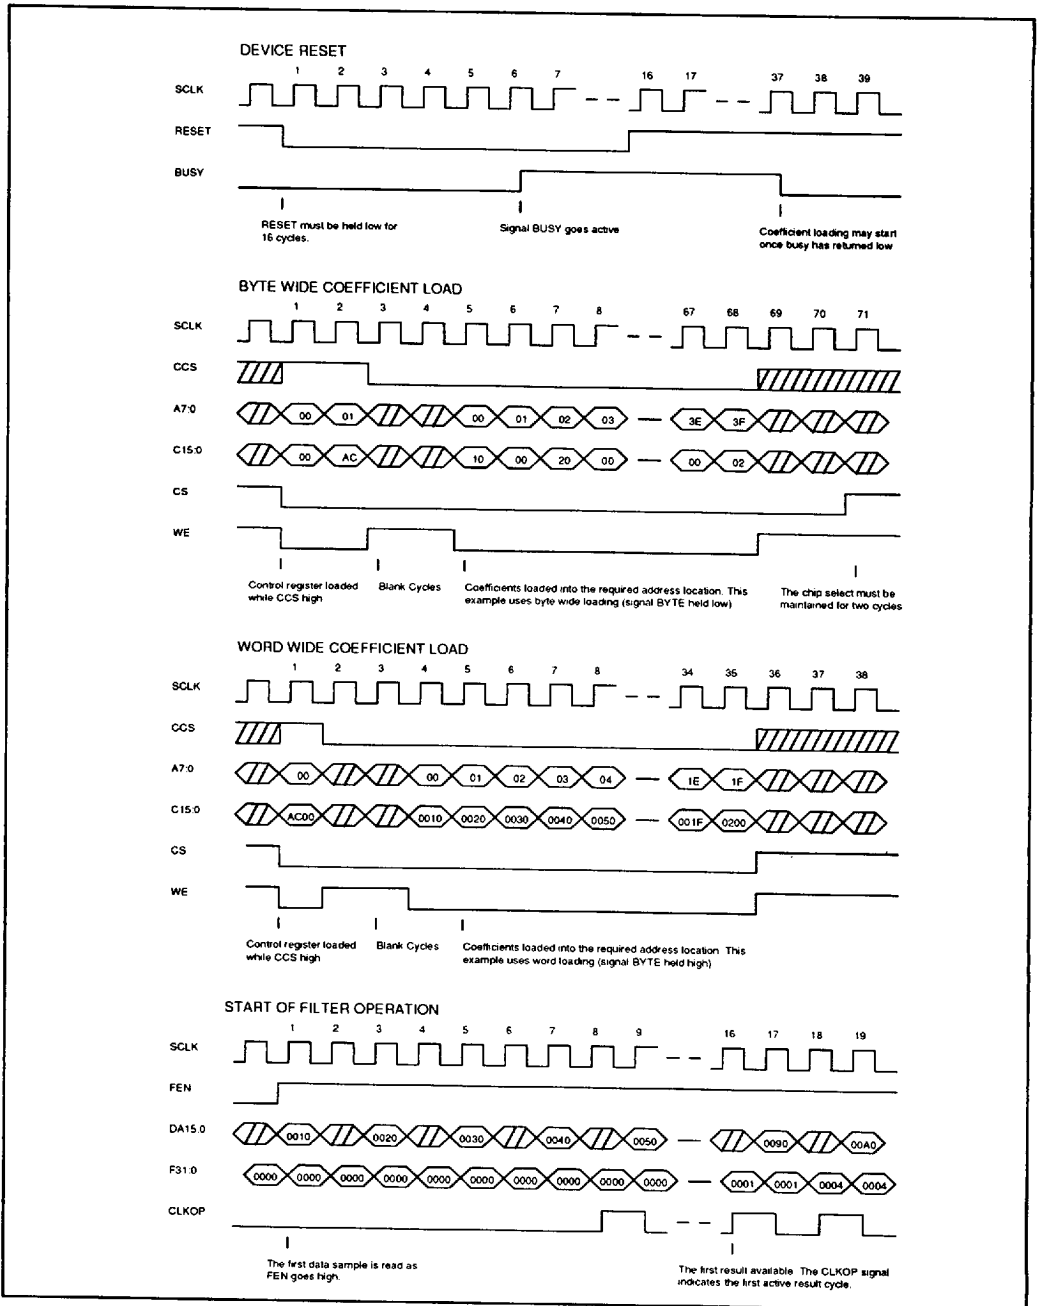 DEVICE RESET
1 2 3 4 5 6 7 16 17 37 38 39
SCLK
RESET
BUSY
RESET must be held low for
16 cycles.
Signal BUSY goes active
Coefficient loading may start
once busy has returned low
BYTE WIDE COEFFICIENT LOAD
1 2 3 4 5 6 7 8 67 68 69 70 71
SCLK
CCS
A7:0 00 01 00 01 02 03 3E 3F
C15:0 00 AC 10 00 20 00 00 02
CS
WE
Control register loaded
while CCS high
Blank Cycles
Coefficients loaded into the required address location. This
example uses byte wide loading (signal BYTE held low)
The chip select must be
maintained for two cycles
WORD WIDE COEFFICIENT LOAD
1 2 3 4 5 6 7 8 34 35 36 37 38
SCLK
CCS
A7:0 00 00 01 02 03 04 1E 1F
C15:0 AC00 0010 0020 0030 0040 0050 001F 0200
CS
WE
Control register loaded
while CCS high
Blank Cycles
Coefficients loaded into the required address location This
example uses word loading (signal BYTE held high)
START OF FILTER OPERATION
1 2 3 4 5 6 7 8 9 16 17 18 19
SCLK
FEN
DA15:0 0010 0020 0030 0040 0050 0090 00A0
F31:0 0000 0000 0000 0000 0000 0000 0000 0000 0000 0000 0001 0001 0004 0004
CLKOP
The first data sample is read as
FEN goes high.
The first result available The CLKOP signal
indicates the first active result cycle.